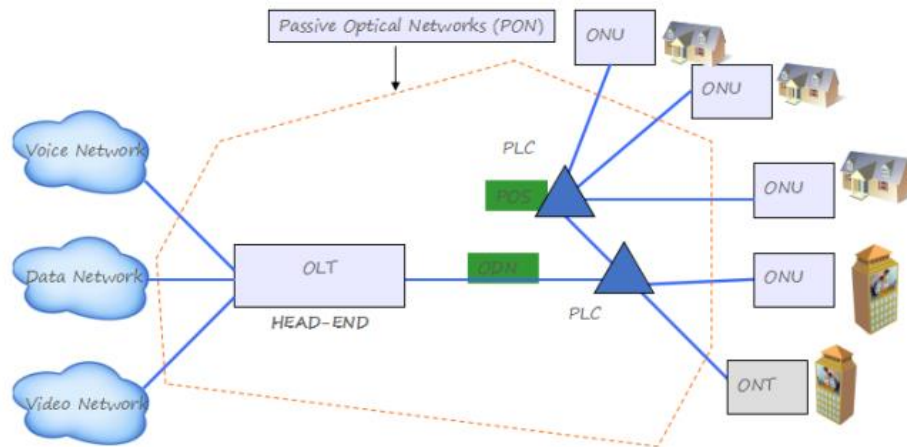 Passive Optical Networks (PON)
ONU
ONU
Voice Network
PLC
POS
ONU
Data Network
OLT
ODN
ONU
HEAD-END
PLC
Video Network
ONT